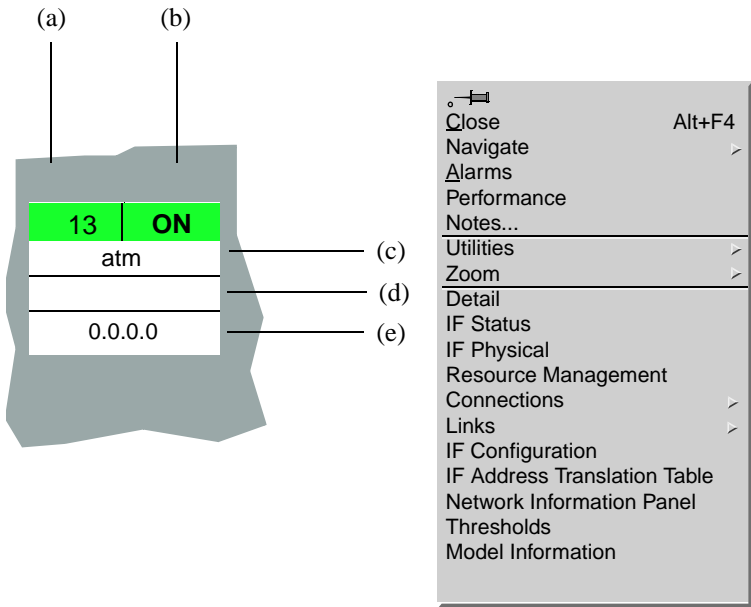 (a) (b)
13 ON
atm (c)
(d)
0.0.0.0 (e)
Close Alt+F4
Navigate
Alarms
Performance
Notes...
Utilities
Zoom
Detail
IF Status
IF Physical
Resource Management
Connections
Links
IF Configuration
IF Address Translation Table
Network Information Panel
Thresholds
Model Information